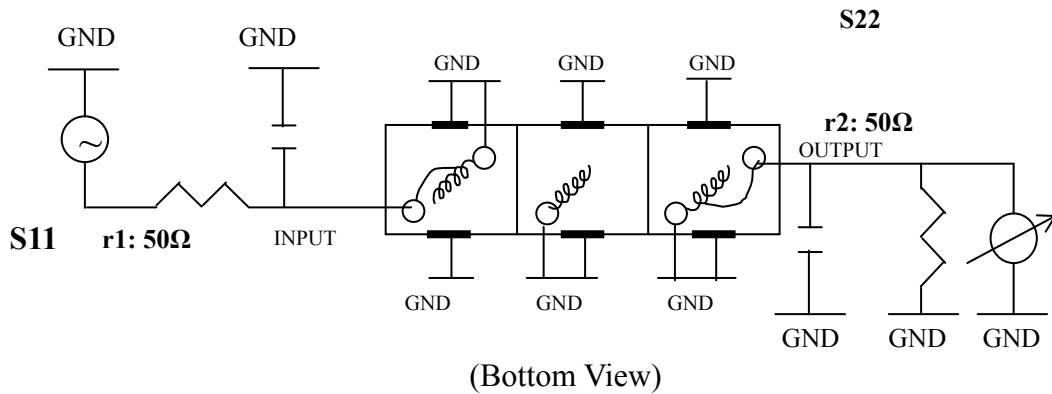 S22
GND
GND
GND
GND
GND
r2: 50Ω
OUTPUT
~
S11
r1: 50Ω
INPUT
GND
GND
GND
GND
GND
GND
(Bottom View)